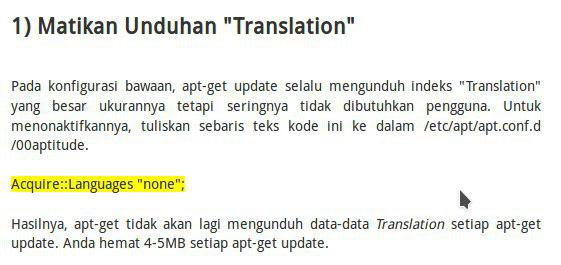 1) Matikan Unduhan "Translation"
Pada konfigurasi bawaan, apt-get update selalu mengunduh indeks "Translation"
yang besar ukurannya tetapi seringnya tidak dibutuhkan pengguna. Untuk
menonaktifkannya, tuliskan sebaris teks kode ini ke dalam /etc/apt/apt.conf.d
/00aptitude.
Acquire::Languages "none";
Hasilnya, apt-get tidak akan lagi mengunduh data-data Translation setiap apt-get
update. Anda hemat 4-5MB setiap apt-get update.